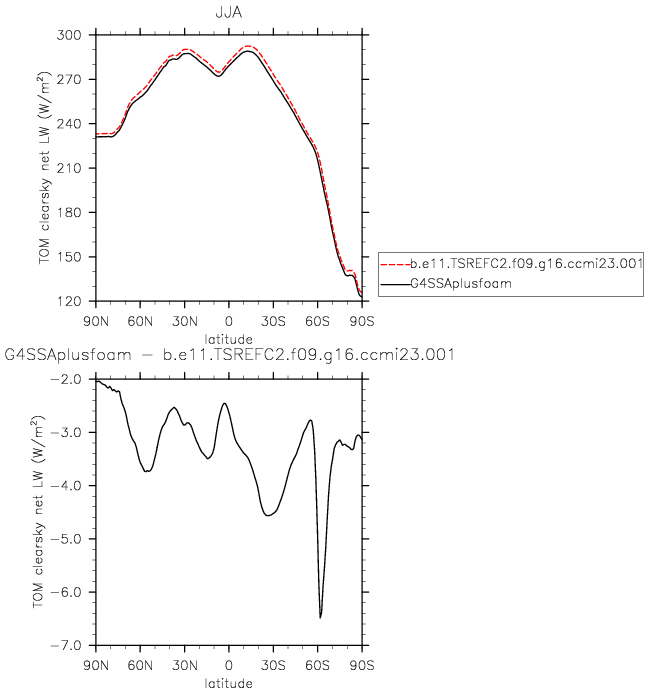 JJA
TOM clearsky net LW (W/m²)
300
270
240
210
180
150
120
90N 60N 30N 0 30S 60S 90S
latitude
b.e11.TSREFC2.f09.g16.ccmi23.001
G4SSAplusfoam
G4SSAplusfoam − b.e11.TSREFC2.f09.g16.ccmi23.001
TOM clearsky net LW (W/m²)
−2.0
−3.0
−4.0
−5.0
−6.0
−7.0
90N 60N 30N 0 30S 60S 90S
latitude